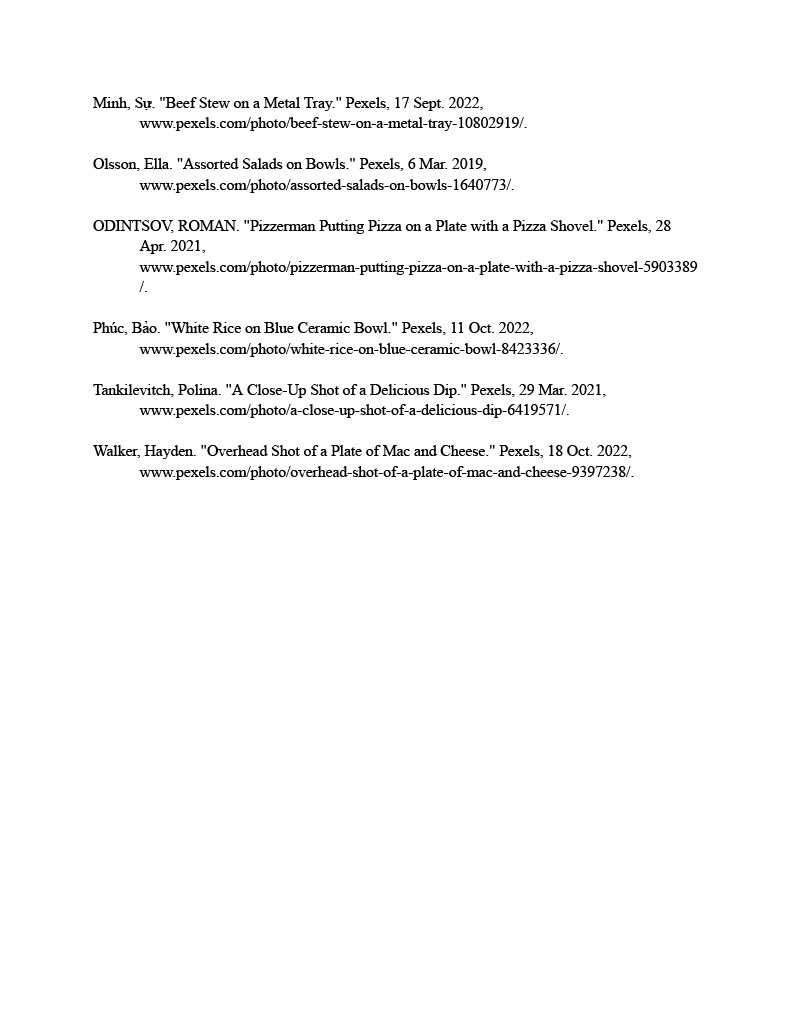 Minh, Sự. "Beef Stew on a Metal Tray." Pexels, 17 Sept. 2022,
www.pexels.com/photo/beef-stew-on-a-metal-tray-10802919/.
Olsson, Ella. "Assorted Salads on Bowls." Pexels, 6 Mar. 2019,
www.pexels.com/photo/assorted-salads-on-bowls-1640773/.
ODINTSOV, ROMAN. "Pizzerman Putting Pizza on a Plate with a Pizza Shovel." Pexels, 28
Apr. 2021,
www.pexels.com/photo/pizzerman-putting-pizza-on-a-plate-with-a-pizza-shovel-5903389
/.
Phúc, Bảo. "White Rice on Blue Ceramic Bowl." Pexels, 11 Oct. 2022,
www.pexels.com/photo/white-rice-on-blue-ceramic-bowl-8423336/.
Tankilevitch, Polina. "A Close-Up Shot of a Delicious Dip." Pexels, 29 Mar. 2021,
www.pexels.com/photo/a-close-up-shot-of-a-delicious-dip-6419571/.
Walker, Hayden. "Overhead Shot of a Plate of Mac and Cheese." Pexels, 18 Oct. 2022,
www.pexels.com/photo/overhead-shot-of-a-plate-of-mac-and-cheese-9397238/.